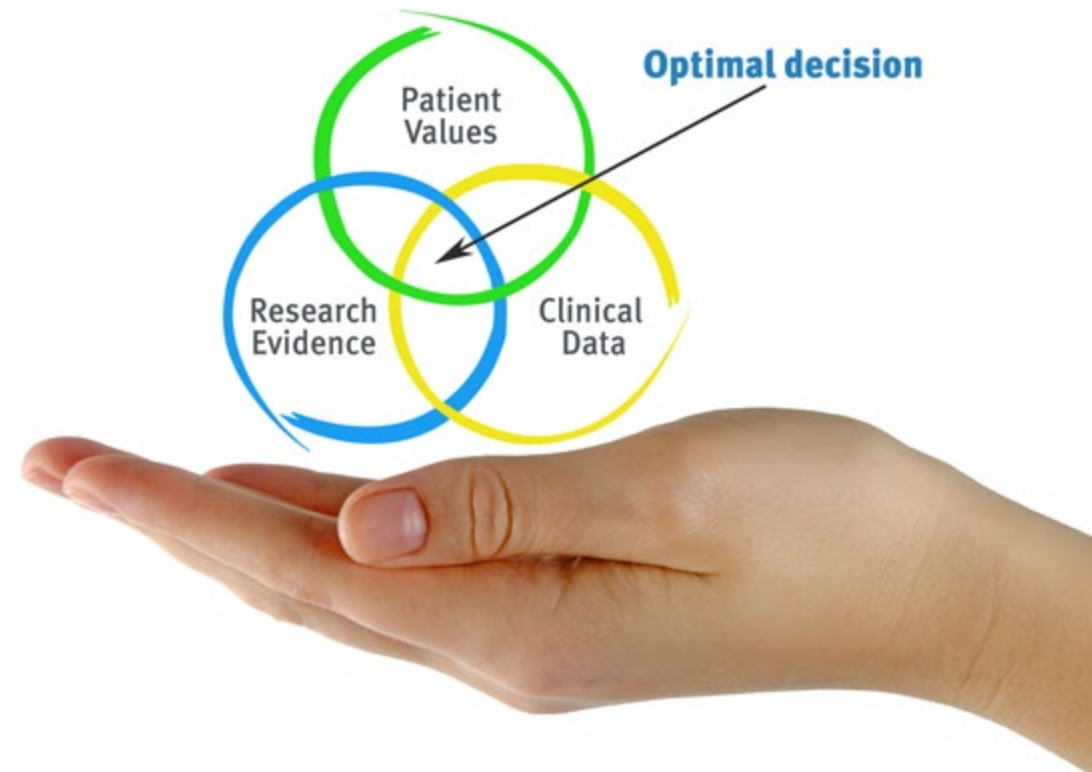 Optimal decision
Patient
Values
Research
Evidence
Clinical
Data